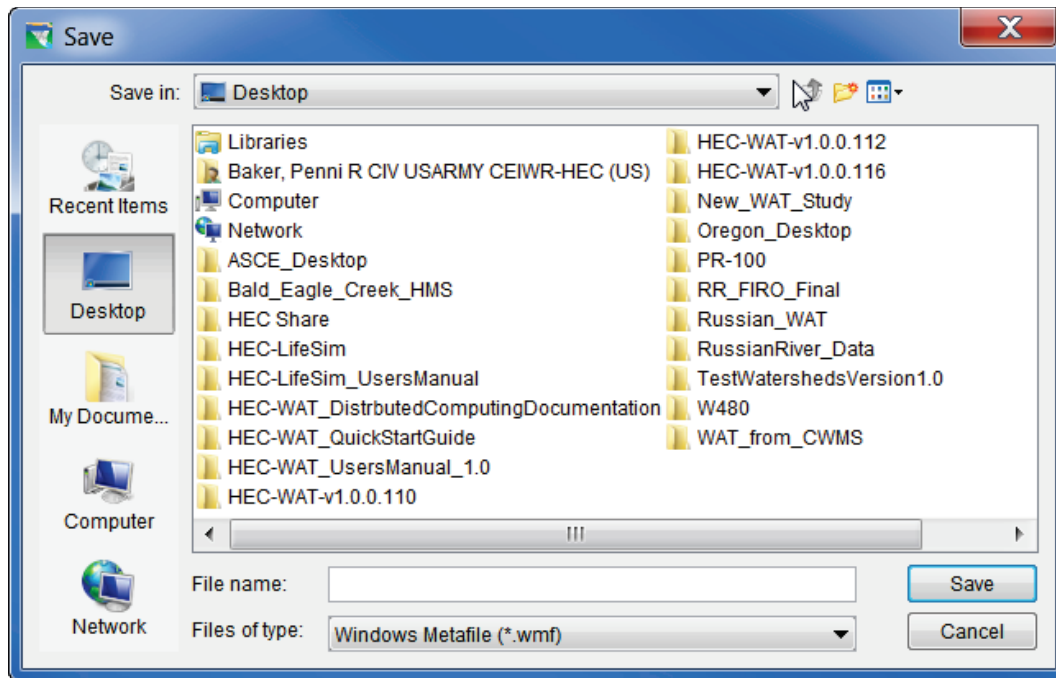 Save
Save in:
Desktop
Recent Items
Desktop
My Docume...
Computer
Network
Libraries
Baker, Penni R CIV USARMY CEIWR-HEC (US)
Computer
Network
ASCE_Desktop
Bald_Eagle_Creek_HMS
HEC Share
HEC-LifeSim
HEC-LifeSim_UsersManual
HEC-WAT_DistrbutedComputingDocumentation
HEC-WAT_QuickStartGuide
HEC-WAT_UsersManual_1.0
HEC-WAT-v1.0.0.110
HEC-WAT-v1.0.0.112
HEC-WAT-v1.0.0.116
New_WAT_Study
Oregon_Desktop
PR-100
RR_FIRO_Final
Russian_WAT
RussianRiver_Data
TestWatershedsVersion1.0
W480
WAT_from_CWMS
File name:
Save
Files of type:
Windows Metafile (*.wmf)
Cancel